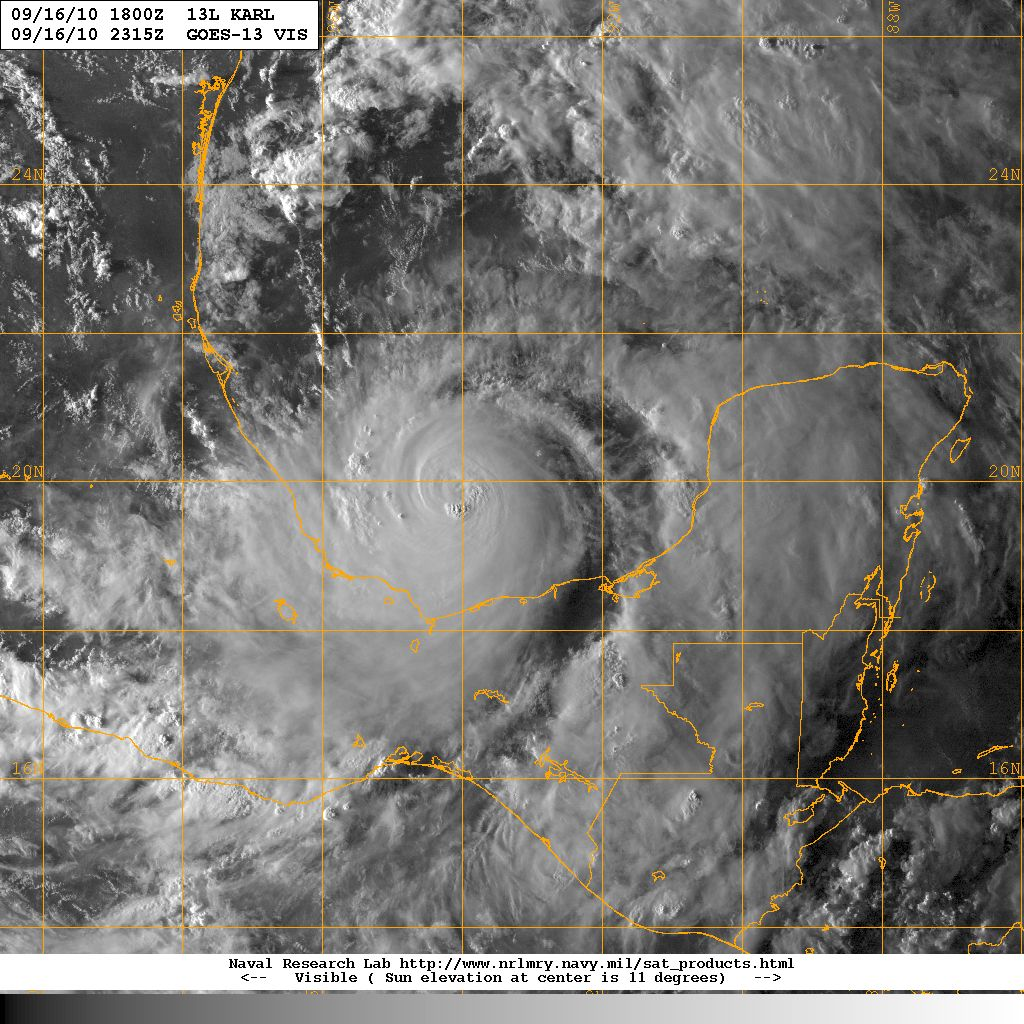 09/16/10 1800Z 13L KARL
09/16/10 2315Z GOES-13 VIS
88W
24N 24N
20N 20N
16N 16N
Naval Research Lab http://www.nrlmry.navy.mil/sat_products.html
<-- Visible ( Sun elevation at center is 11 degrees) -->